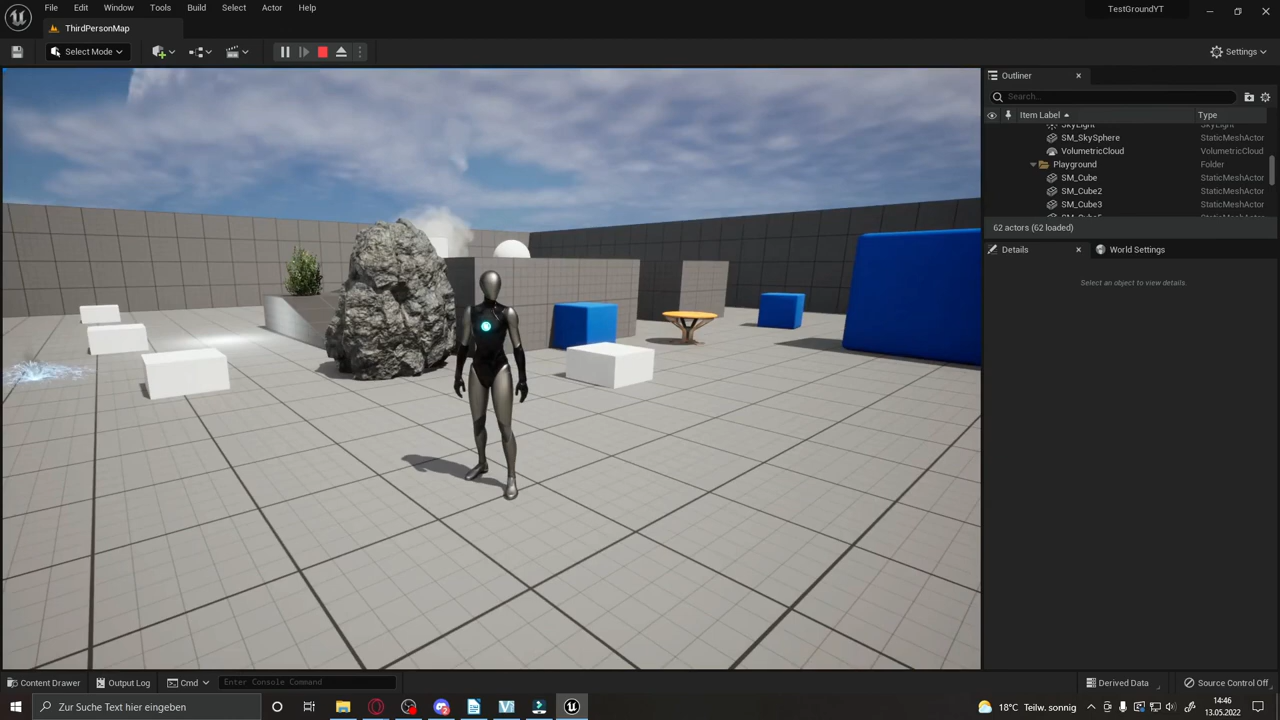 File Edit Window Tools Build Select Actor Help
TestGroundYT
ThirdPersonMap
Select Mode
Settings
Outliner
Search...
Item Label Type
SkyLight SkyLight
SM_SkySphere StaticMeshActor
VolumetricCloud VolumetricCloud
Playground Folder
SM_Cube StaticMeshActor
SM_Cube2 StaticMeshActor
SM_Cube3 StaticMeshActor
62 actors (62 loaded)
Details World Settings
Select an object to view details.
Content Drawer Output Log Cmd Enter Console Command Derived Data Source Control Off
Zur Suche Text hier eingeben
18°C Teilw. sonnig
14:46
13.05.2022